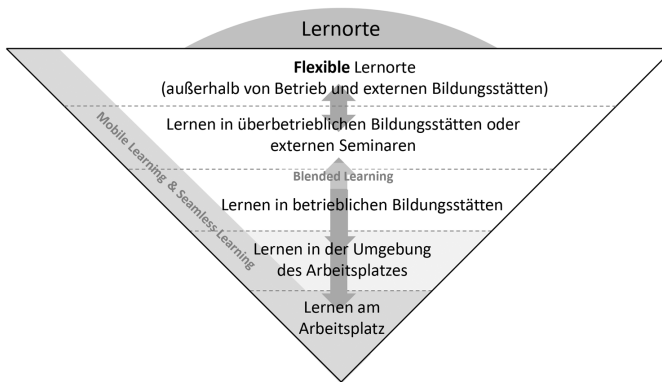 Lernorte
Flexible Lernorte
(außerhalb von Betrieb und externen Bildungsstätten)
Lernen in überbetrieblichen Bildungsstätten oder
externen Seminaren
Blended Learning
Lernen in betrieblichen Bildungsstätten
Lernen in der Umgebung
des Arbeitsplatzes
Lernen am
Arbeitsplatz
Mobile Learning & Seamless Learning